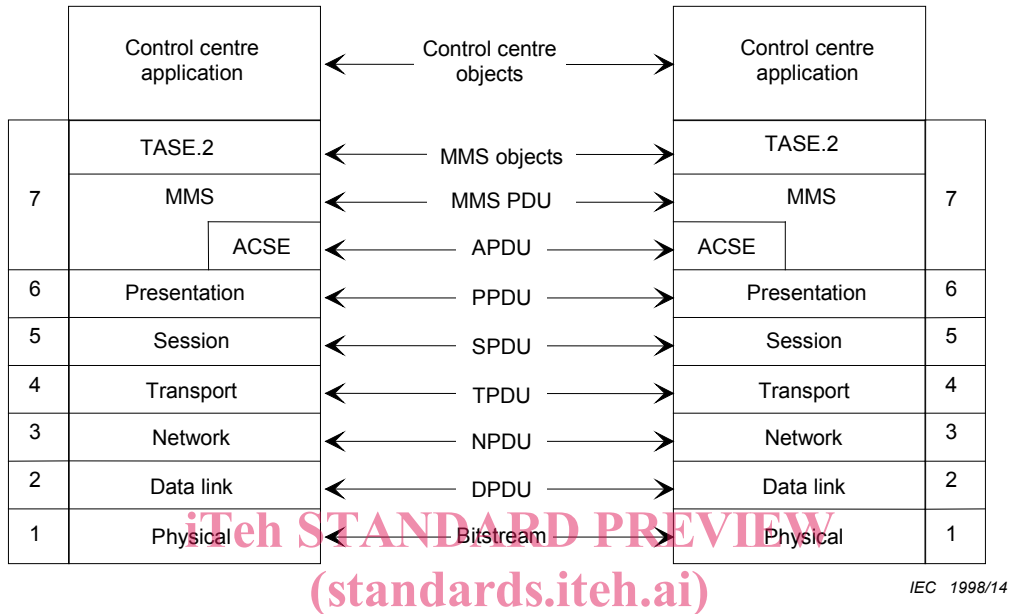 Control centre application
Control centre objects
Control centre application
TASE.2
MMS objects
TASE.2
7
MMS
MMS PDU
MMS
7
ACSE
APDU
ACSE
6
Presentation
PPDU
Presentation
6
5
Session
SPDU
Session
5
4
Transport
TPDU
Transport
4
3
Network
NPDU
Network
3
2
Data link
DPDU
Data link
2
1
Physical
Bitstream
Physical
1
iTeh STANDARD PREVIEW
(standards.iteh.ai)
IEC 1998/14